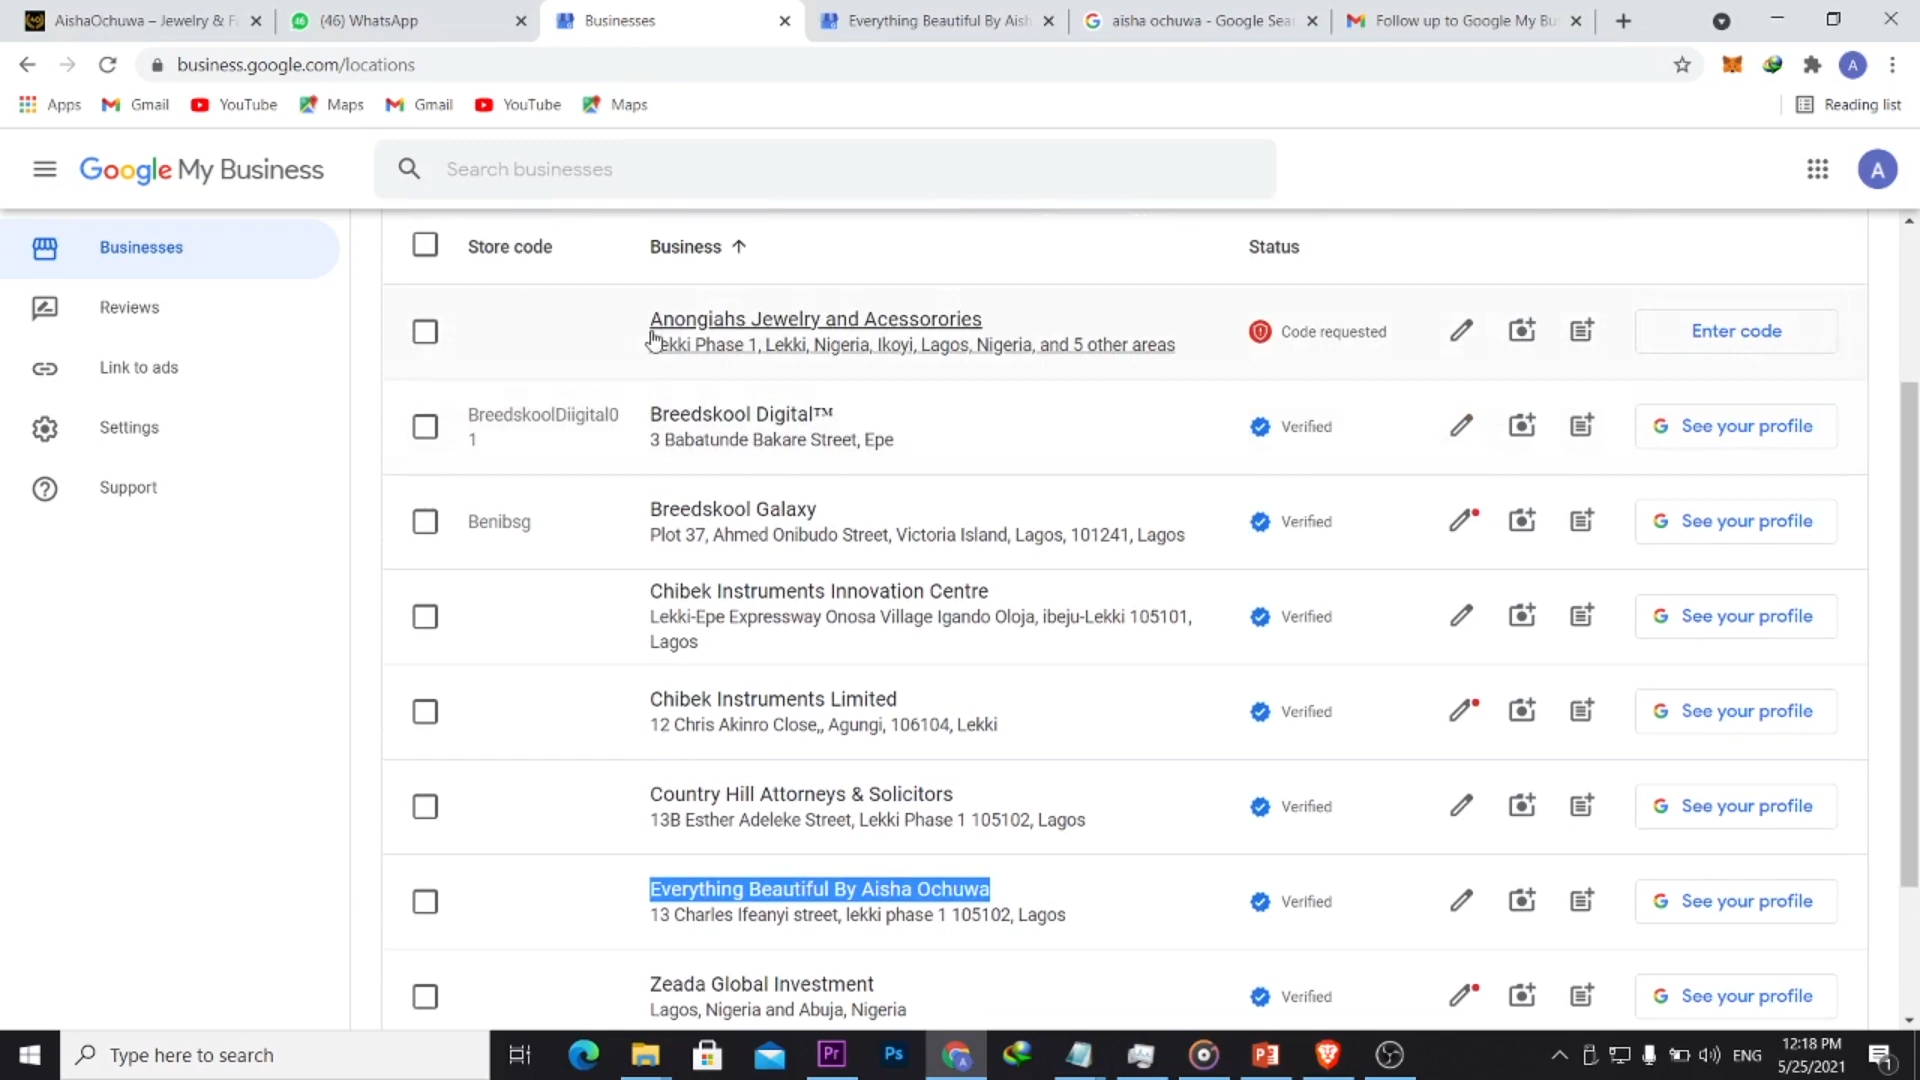 AishaOchuwa – Jewelry & Fa
(46) WhatsApp
Businesses
Everything Beautiful By Aish
aisha ochuwa - Google Sear
Follow up to Google My Bu
business.google.com/locations
A
Apps
Gmail
YouTube
Maps
Gmail
YouTube
Maps
Reading list
Google My Business
Search businesses
A
Businesses
Reviews
Link to ads
Settings
Support
Store code
Business
Status
Anongiahs Jewelry and Acessorories
Lekki Phase 1, Lekki, Nigeria, Ikoyi, Lagos, Nigeria, and 5 other areas
Code requested
Enter code
BreedskoolDiigital0
1
Breedskool Digital™
3 Babatunde Bakare Street, Epe
Verified
See your profile
Benibsg
Breedskool Galaxy
Plot 37, Ahmed Onibudo Street, Victoria Island, Lagos, 101241, Lagos
Verified
See your profile
Chibek Instruments Innovation Centre
Lekki-Epe Expressway Onosa Village Igando Oloja, ibeju-Lekki 105101,
Lagos
Verified
See your profile
Chibek Instruments Limited
12 Chris Akinro Close,, Agungi, 106104, Lekki
Verified
See your profile
Country Hill Attorneys & Solicitors
13B Esther Adeleke Street, Lekki Phase 1 105102, Lagos
Verified
See your profile
Everything Beautiful By Aisha Ochuwa
13 Charles Ifeanyi street, lekki phase 1 105102, Lagos
Verified
See your profile
Zeada Global Investment
Lagos, Nigeria and Abuja, Nigeria
Verified
See your profile
Type here to search
Pr
Ps
ENG
12:18 PM
5/25/2021
1